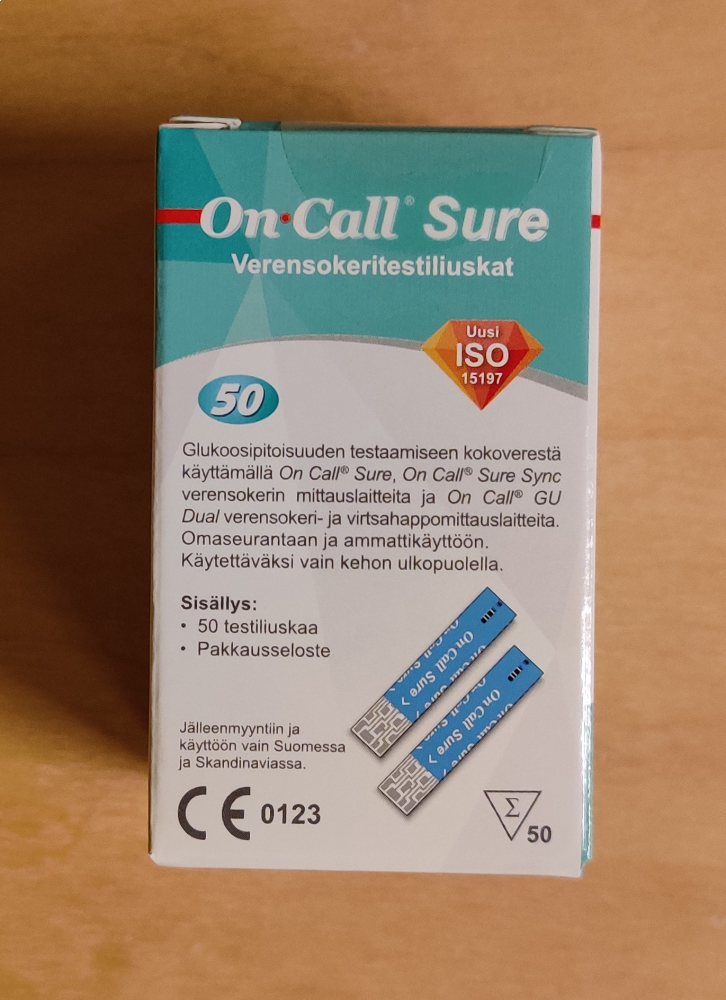 On·Call® Sure
Verensokeritestiliuskat
Uusi
ISO
15197
50
Glukoosipitoisuuden testaamiseen kokoverestä
käyttämällä On Call® Sure, On Call® Sure Sync
verensokerin mittauslaitteita ja On Call® GU
Dual verensokeri- ja virtsahappomittauslaitteita.
Omaseurantaan ja ammattikäyttöön.
Käytettäväksi vain kehon ulkopuolella.
Sisällys:
• 50 testiliuskaa
• Pakkausseloste
On Call Sure
On Call Sure
Jälleenmyyntiin ja
käyttöön vain Suomessa
ja Skandinaviassa.
CE 0123
Σ
50